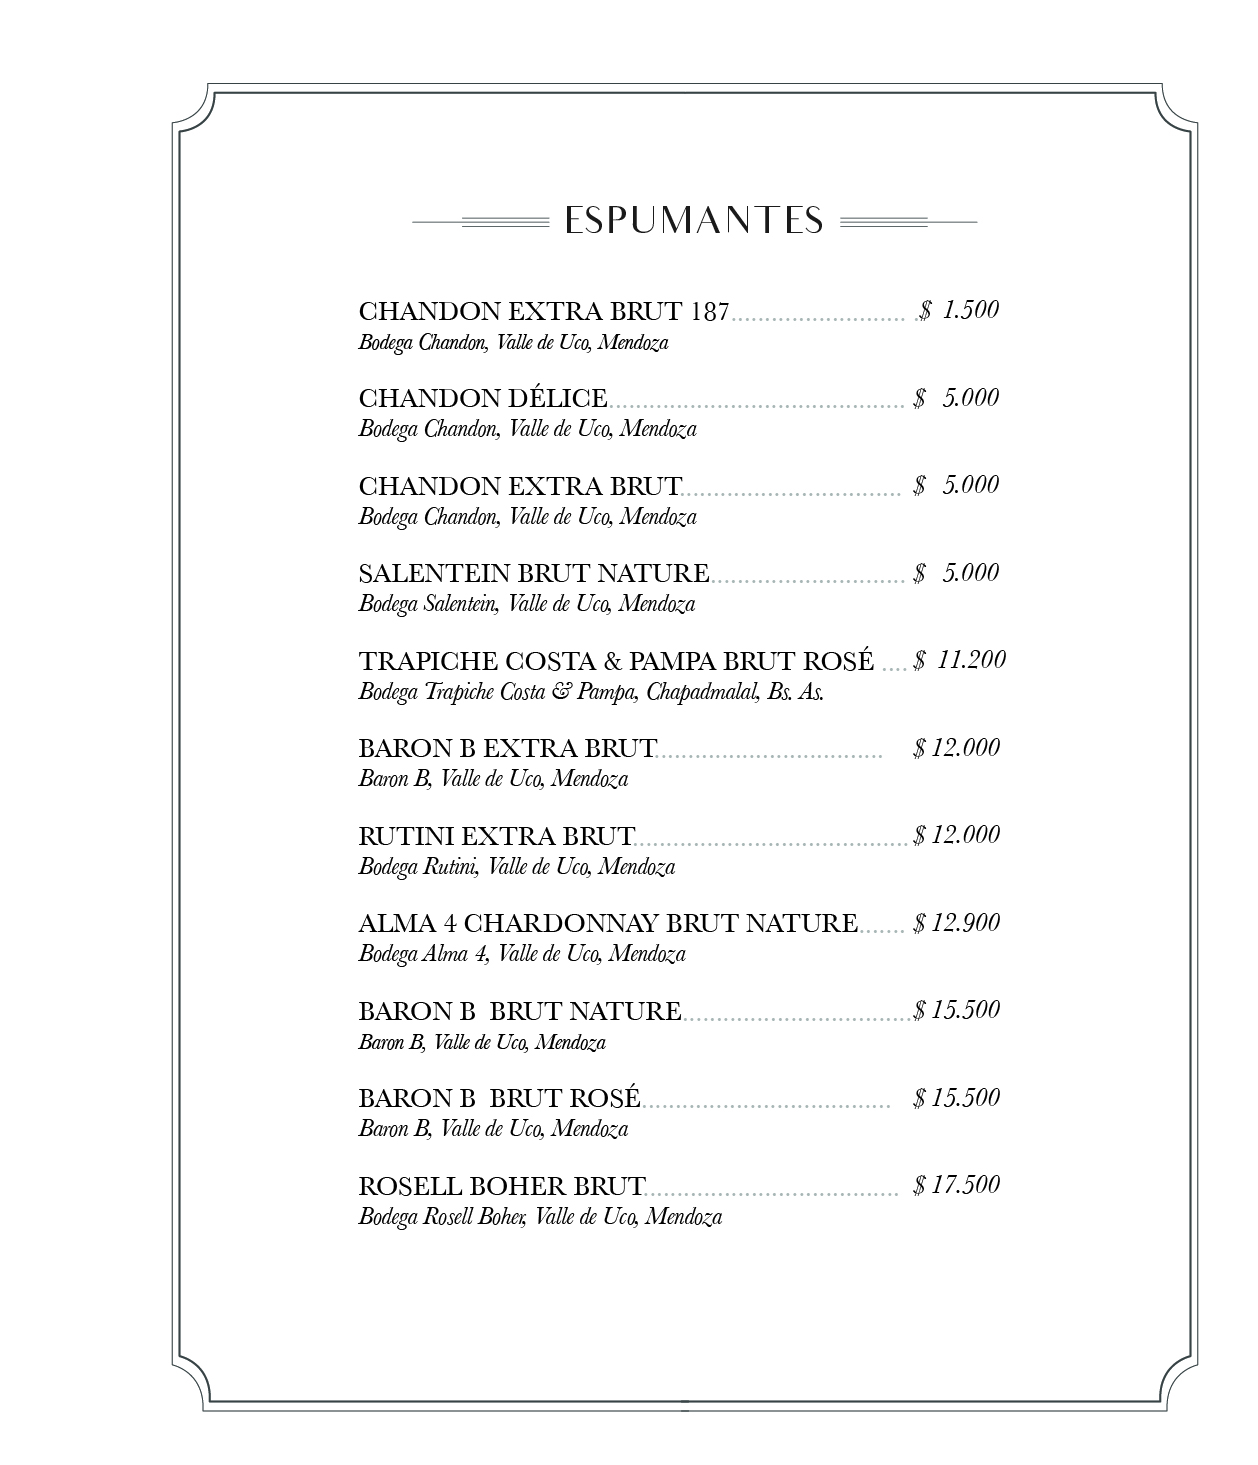 ESPUMANTES
CHANDON EXTRA BRUT 187.......................... $ 1.500
Bodega Chandon, Valle de Uco, Mendoza
CHANDON DÉLICE............................................ $ 5.000
Bodega Chandon, Valle de Uco, Mendoza
CHANDON EXTRA BRUT................................. $ 5.000
Bodega Chandon, Valle de Uco, Mendoza
SALENTEIN BRUT NATURE............................. $ 5.000
Bodega Salentein, Valle de Uco, Mendoza
TRAPICHE COSTA & PAMPA BRUT ROSÉ .... $ 11.200
Bodega Trapiche Costa & Pampa, Chapadmalal, Bs. As.
BARON B EXTRA BRUT.................................. $ 12.000
Baron B, Valle de Uco, Mendoza
RUTINI EXTRA BRUT......................................... $ 12.000
Bodega Rutini, Valle de Uco, Mendoza
ALMA 4 CHARDONNAY BRUT NATURE....... $ 12.900
Bodega Alma 4, Valle de Uco, Mendoza
BARON B BRUT NATURE..................................$ 15.500
Baron B, Valle de Uco, Mendoza
BARON B BRUT ROSÉ..................................... $ 15.500
Baron B, Valle de Uco, Mendoza
ROSELL BOHER BRUT...................................... $ 17.500
Bodega Rosell Boher, Valle de Uco, Mendoza